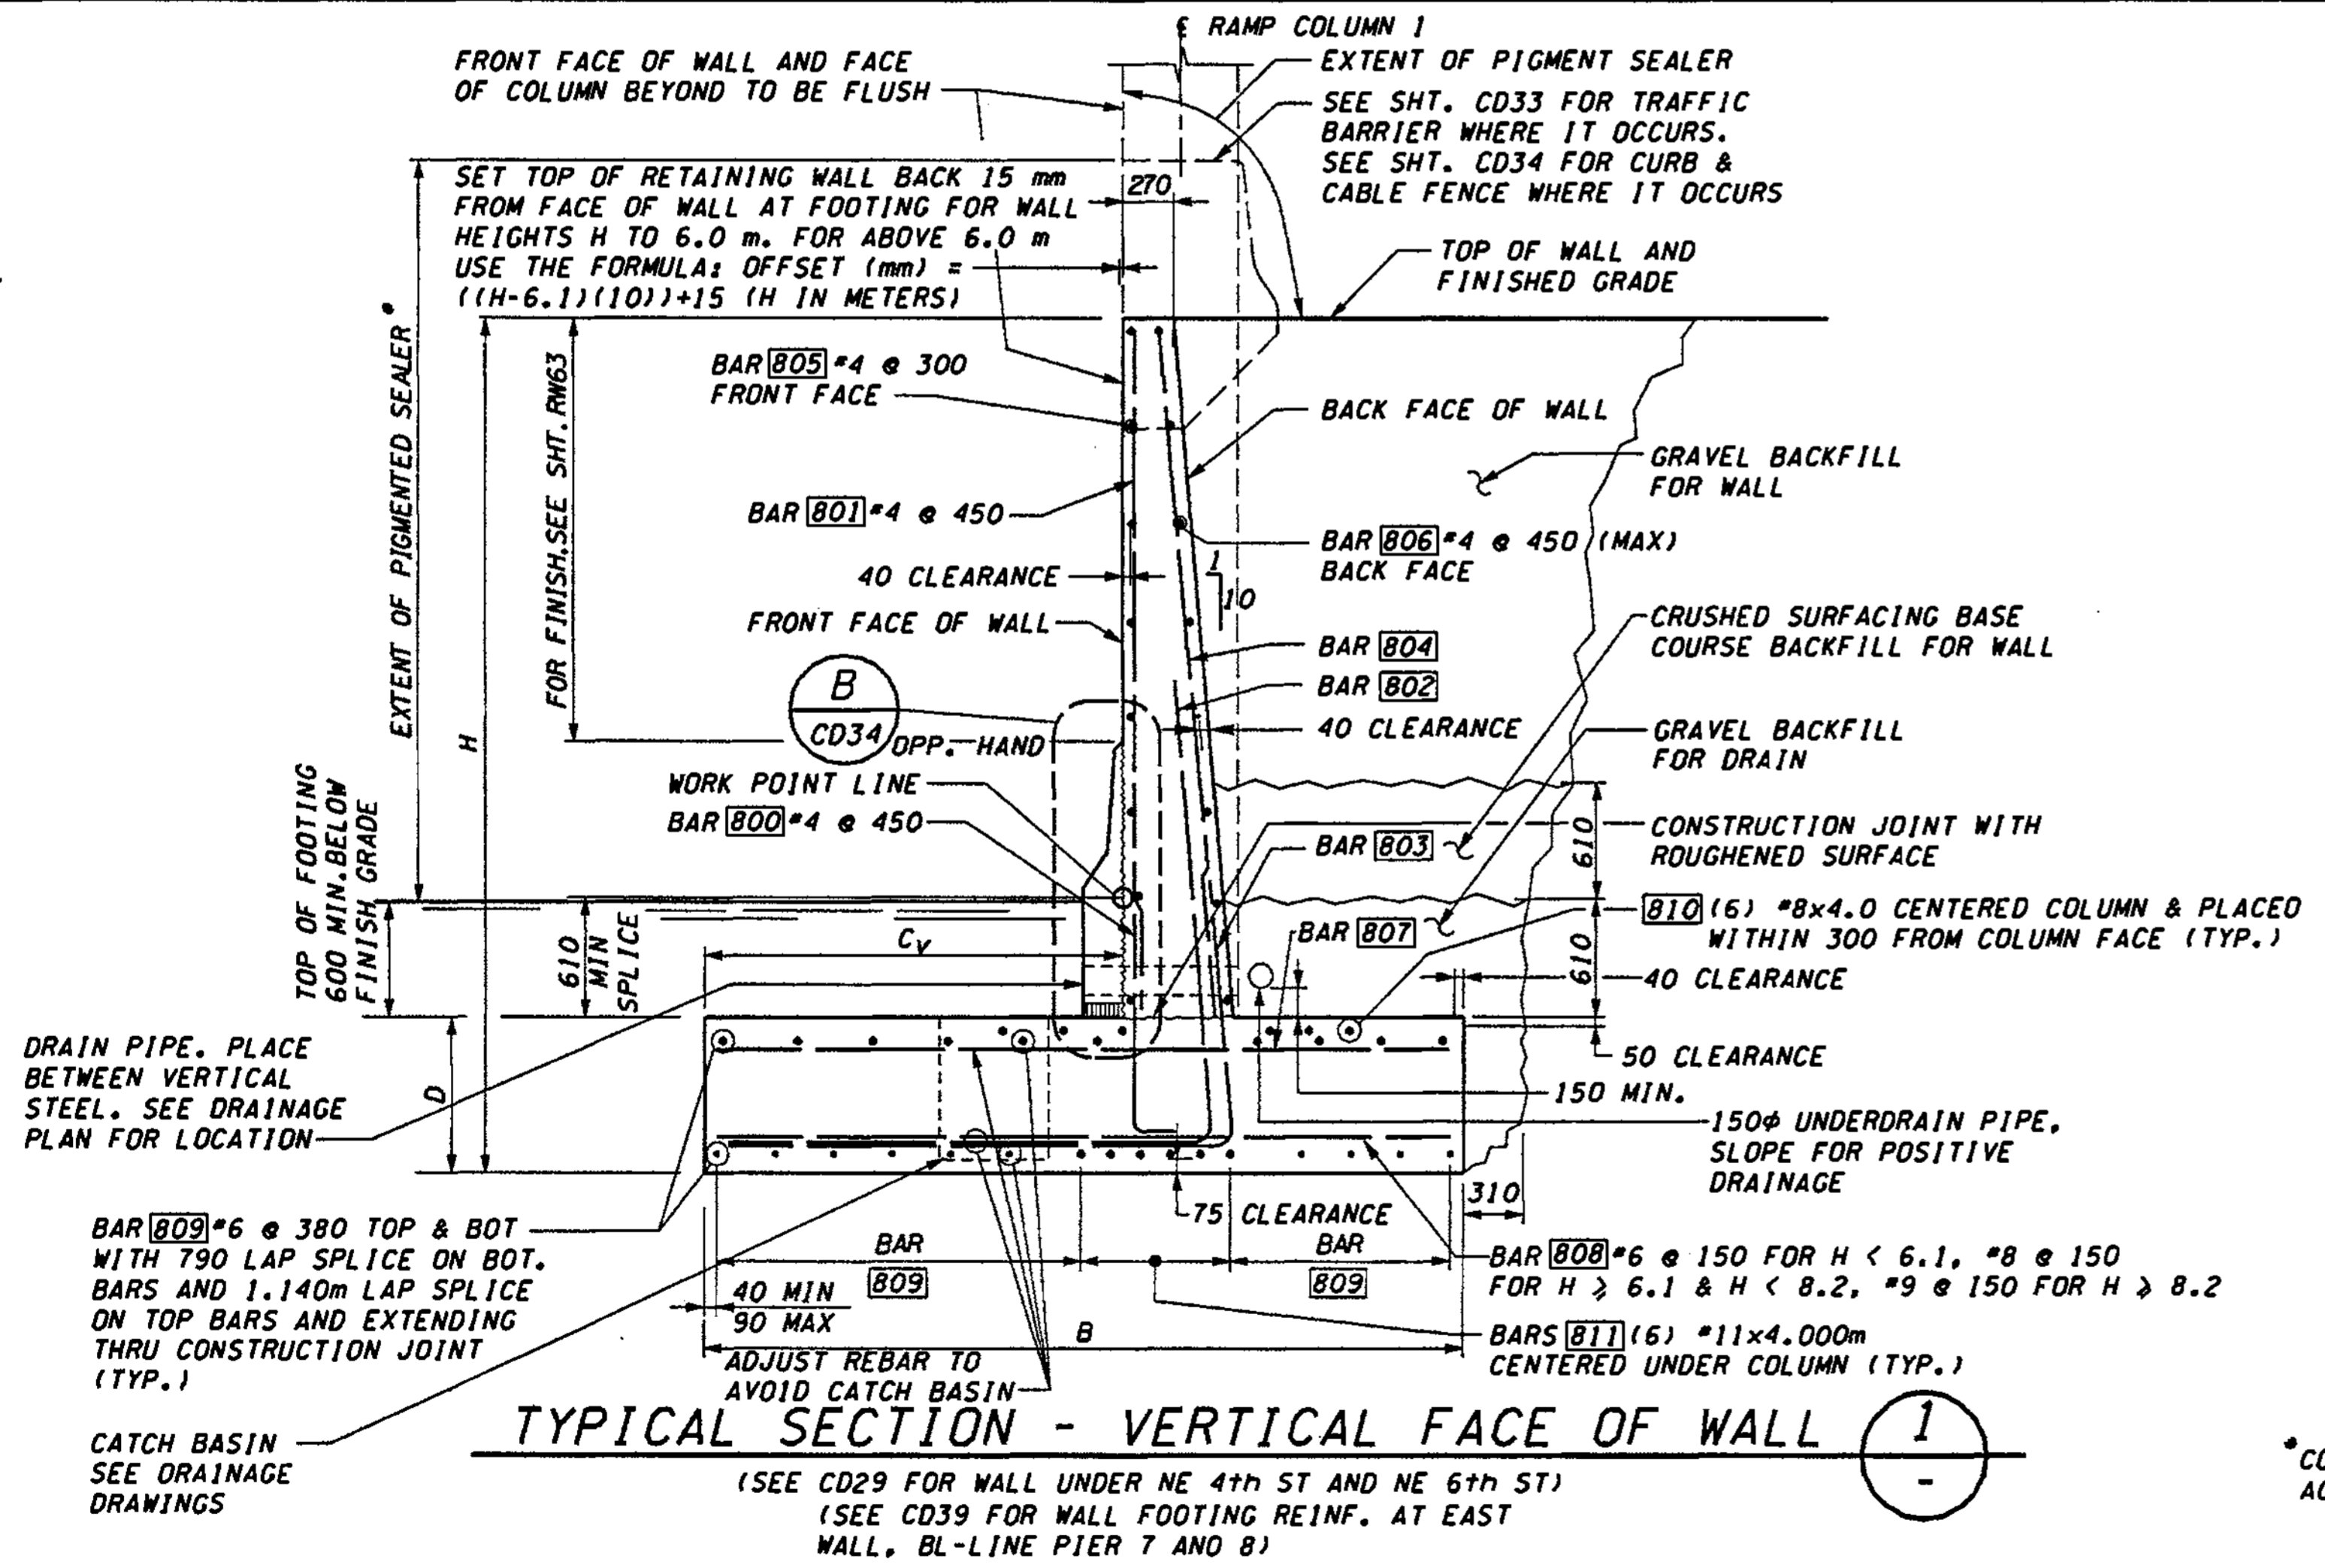 ℄ RAMP COLUMN 1
FRONT FACE OF WALL AND FACE
OF COLUMN BEYOND TO BE FLUSH
EXTENT OF PIGMENT SEALER
SEE SHT. CD33 FOR TRAFFIC
BARRIER WHERE IT OCCURS.
SEE SHT. CD34 FOR CURB &
CABLE FENCE WHERE IT OCCURS
SET TOP OF RETAINING WALL BACK 15 mm
FROM FACE OF WALL AT FOOTING FOR WALL
HEIGHTS H TO 6.0 m. FOR ABOVE 6.0 m
USE THE FORMULA: OFFSET (mm) =
((H-6.1)(10))+15 (H IN METERS)
270
TOP OF WALL AND
FINISHED GRADE
EXTENT OF PIGMENTED SEALER*
H
FOR FINISH.SEE SHT.RW63
BAR 805 #4 @ 300
FRONT FACE
BACK FACE OF WALL
GRAVEL BACKFILL
FOR WALL
BAR 801 #4 @ 450
BAR 806 #4 @ 450 (MAX)
BACK FACE
40 CLEARANCE
1
10
FRONT FACE OF WALL
CRUSHED SURFACING BASE
COURSE BACKFILL FOR WALL
BAR 804
BAR 802
B
CD34
OPP. HAND
40 CLEARANCE
GRAVEL BACKFILL
FOR DRAIN
WORK POINT LINE
BAR 800 #4 @ 450
TOP OF FOOTING
600 MIN.BELOW
FINISH GRADE
BAR 803
610
CONSTRUCTION JOINT WITH
ROUGHENED SURFACE
610
MIN
SPLICE
CV
BAR 807
610
810 (6) #8x4.0 CENTERED COLUMN & PLACED
WITHIN 300 FROM COLUMN FACE (TYP.)
40 CLEARANCE
DRAIN PIPE. PLACE
BETWEEN VERTICAL
STEEL. SEE DRAINAGE
PLAN FOR LOCATION
D
50 CLEARANCE
150 MIN.
150ϕ UNDERDRAIN PIPE.
SLOPE FOR POSITIVE
DRAINAGE
310
75 CLEARANCE
BAR 809 #6 @ 380 TOP & BOT
WITH 790 LAP SPLICE ON BOT.
BARS AND 1.140m LAP SPLICE
ON TOP BARS AND EXTENDING
THRU CONSTRUCTION JOINT
(TYP.)
BAR
809
BAR
809
40 MIN
90 MAX
B
BAR 808 #6 @ 150 FOR H < 6.1, #8 @ 150
FOR H ⩾ 6.1 & H < 8.2, #9 @ 150 FOR H ⩾ 8.2
BARS 811 (6) #11x4.000m
CENTERED UNDER COLUMN (TYP.)
ADJUST REBAR TO
AVOID CATCH BASIN
CATCH BASIN
SEE DRAINAGE
DRAWINGS
TYPICAL SECTION - VERTICAL FACE OF WALL
1
-
(SEE CD29 FOR WALL UNDER NE 4th ST AND NE 6th ST)
(SEE CD39 FOR WALL FOOTING REINF. AT EAST
WALL, BL-LINE PIER 7 AND 8)